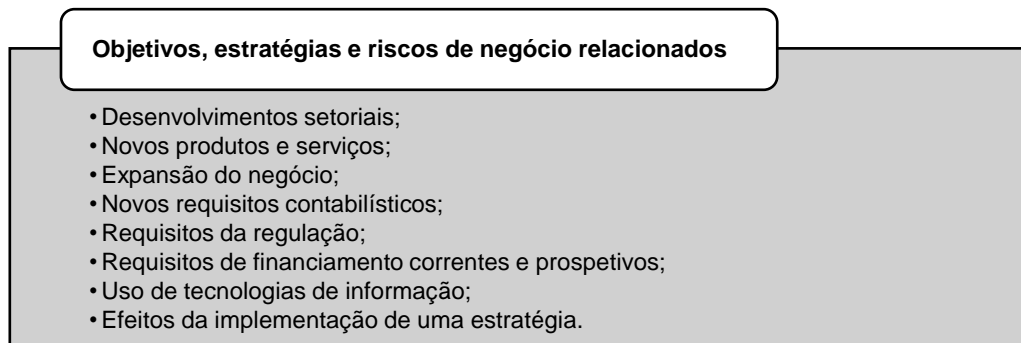 Objetivos, estratégias e riscos de negócio relacionados
• Desenvolvimentos setoriais;
• Novos produtos e serviços;
• Expansão do negócio;
• Novos requisitos contabilísticos;
• Requisitos da regulação;
• Requisitos de financiamento correntes e prospetivos;
• Uso de tecnologias de informação;
• Efeitos da implementação de uma estratégia.